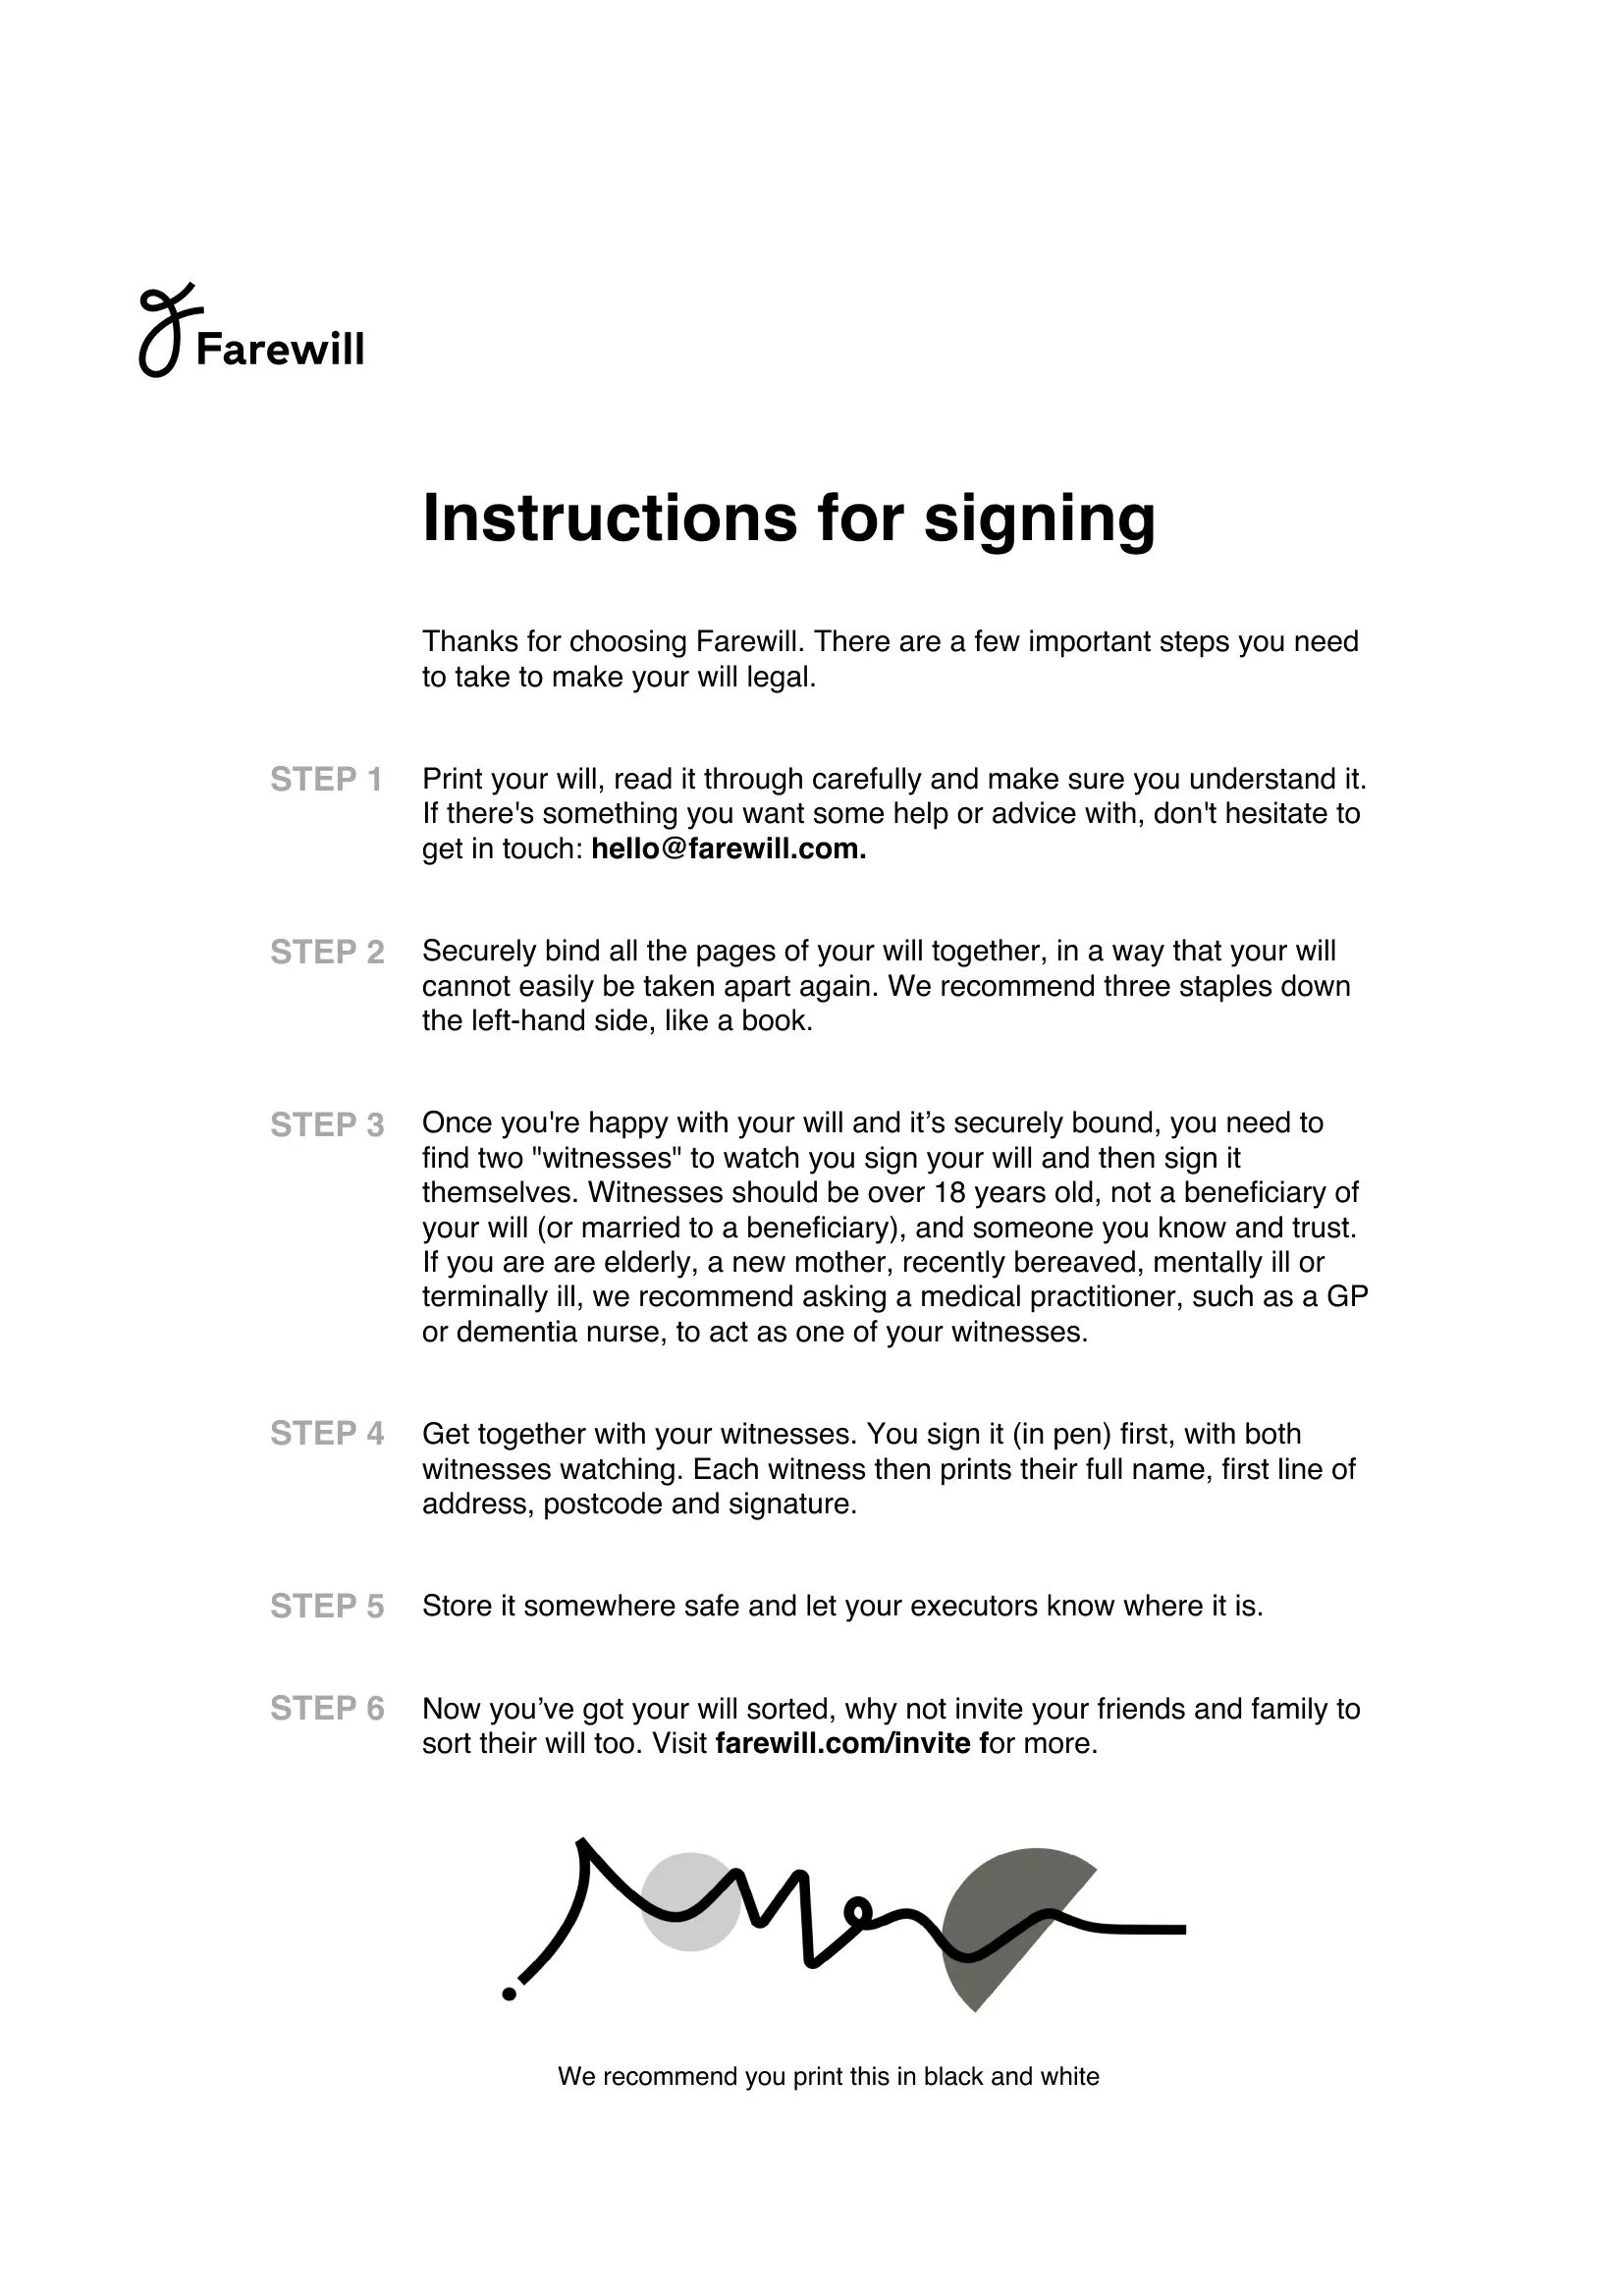 Farewill
Instructions for signing
Thanks for choosing Farewill. There are a few important steps you need
to take to make your will legal.
STEP 1 Print your will, read it through carefully and make sure you understand it.
If there's something you want some help or advice with, don't hesitate to
get in touch: hello@farewill.com.
STEP 2 Securely bind all the pages of your will together, in a way that your will
cannot easily be taken apart again. We recommend three staples down
the left-hand side, like a book.
STEP 3 Once you're happy with your will and it’s securely bound, you need to
find two "witnesses" to watch you sign your will and then sign it
themselves. Witnesses should be over 18 years old, not a beneficiary of
your will (or married to a beneficiary), and someone you know and trust.
If you are are elderly, a new mother, recently bereaved, mentally ill or
terminally ill, we recommend asking a medical practitioner, such as a GP
or dementia nurse, to act as one of your witnesses.
STEP 4 Get together with your witnesses. You sign it (in pen) first, with both
witnesses watching. Each witness then prints their full name, first line of
address, postcode and signature.
STEP 5 Store it somewhere safe and let your executors know where it is.
STEP 6 Now you’ve got your will sorted, why not invite your friends and family to
sort their will too. Visit farewill.com/invite for more.
We recommend you print this in black and white